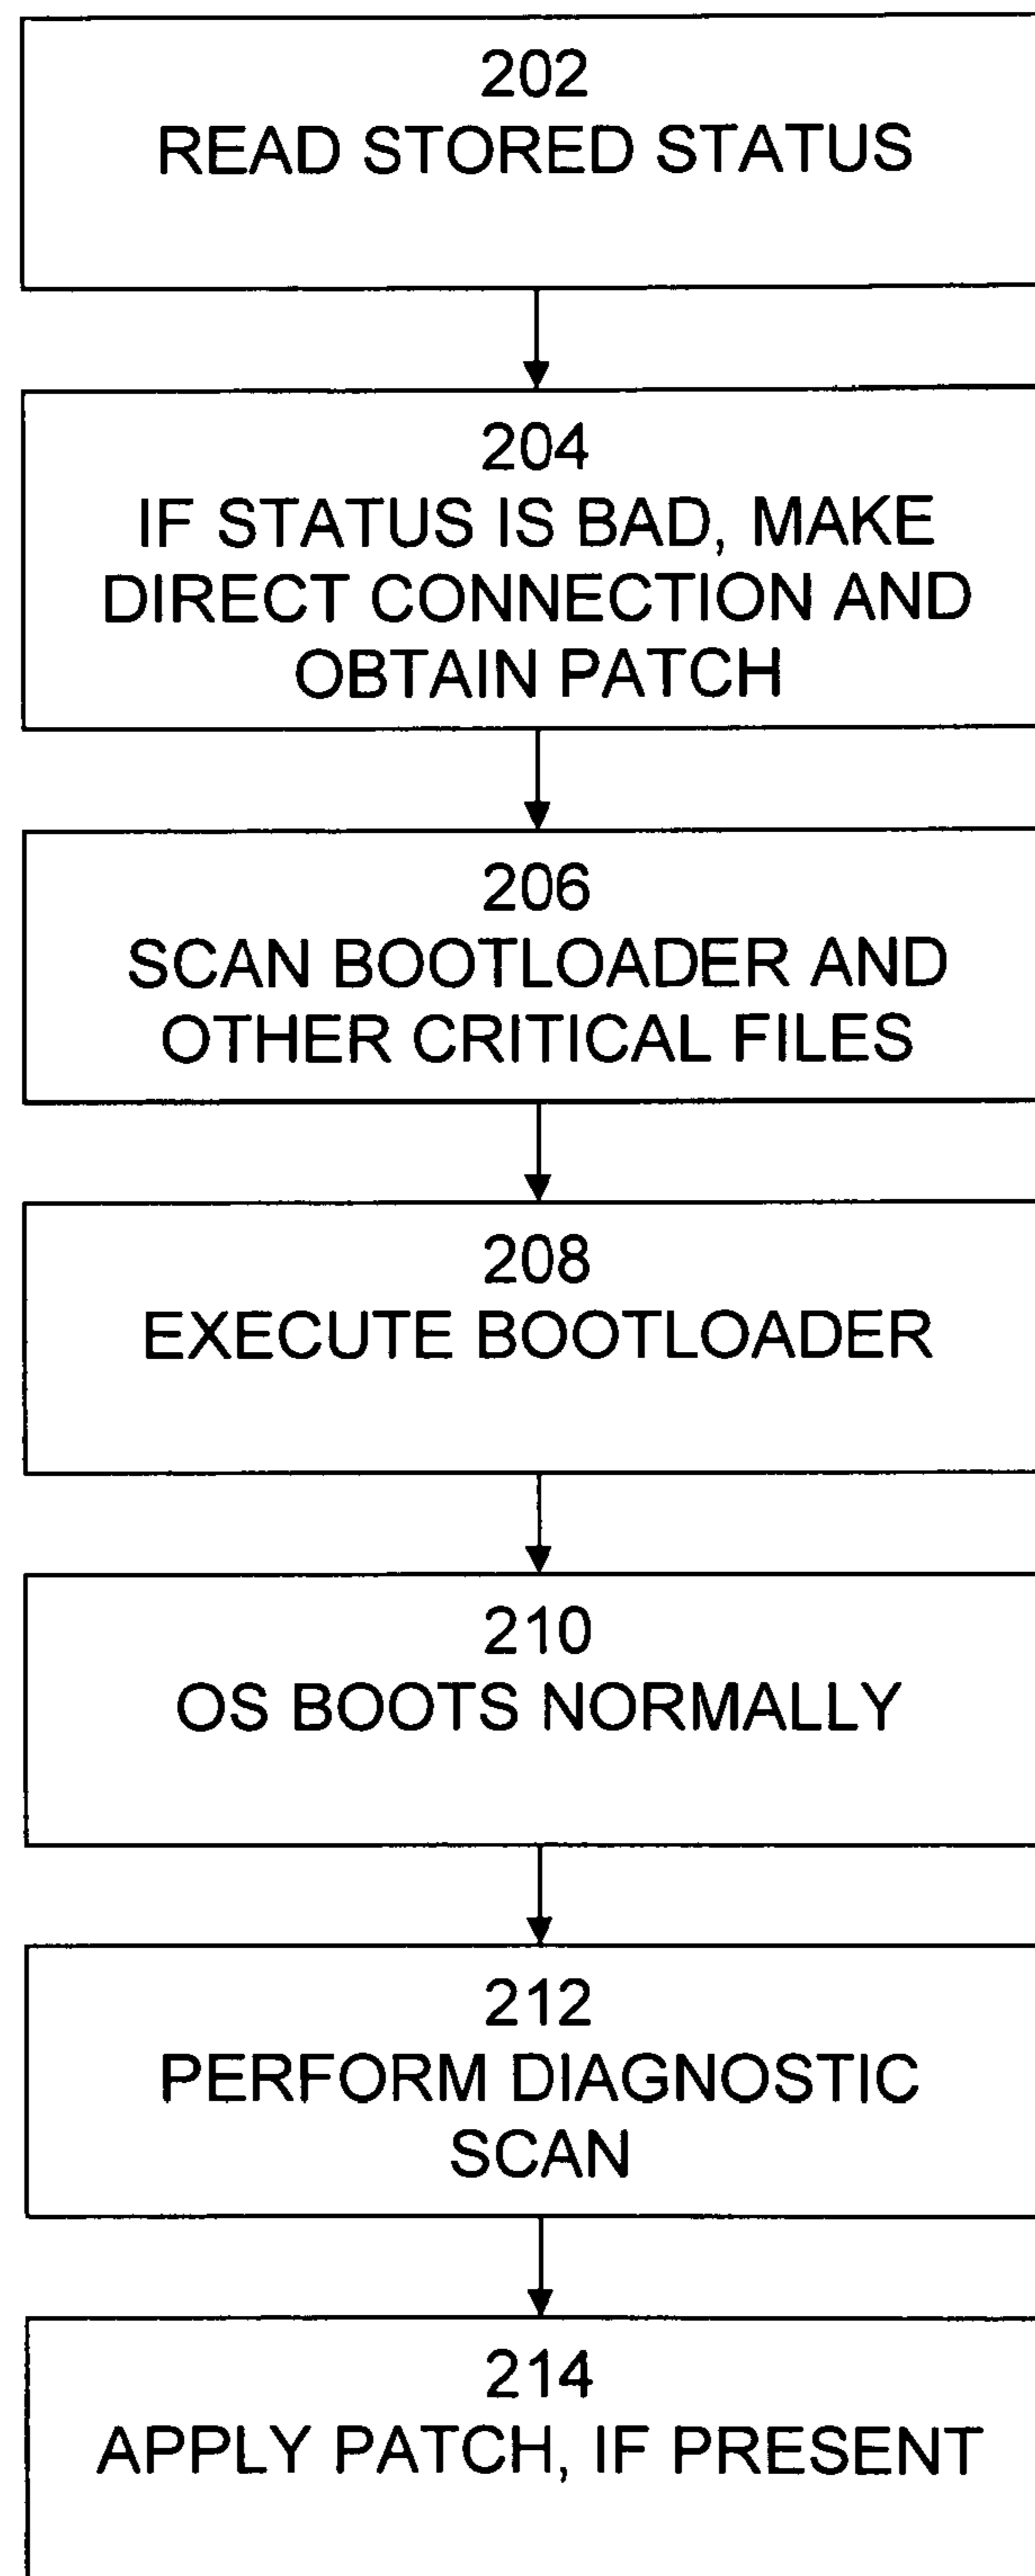 202
READ STORED STATUS
204
IF STATUS IS BAD, MAKE
DIRECT CONNECTION AND
OBTAIN PATCH
206
SCAN BOOTLOADER AND
OTHER CRITICAL FILES
208
EXECUTE BOOTLOADER
210
OS BOOTS NORMALLY
212
PERFORM DIAGNOSTIC
SCAN
214
APPLY PATCH, IF PRESENT